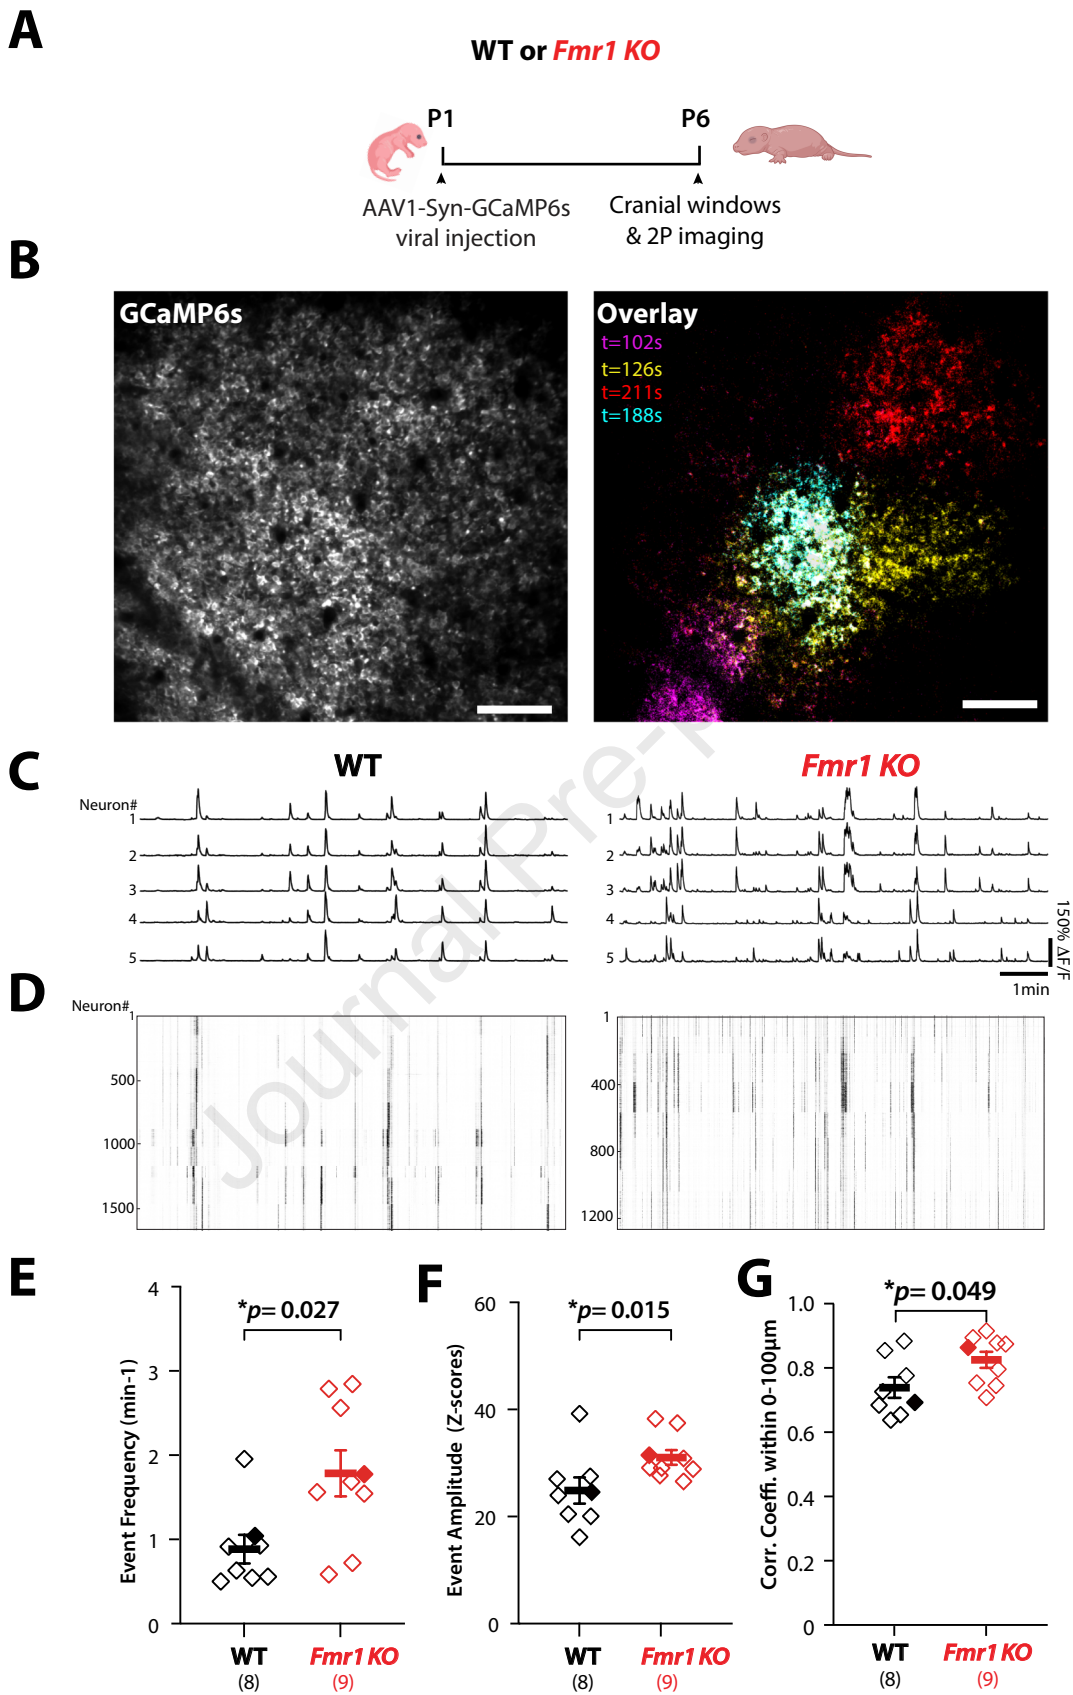 A
WT or Fmr1 KO
P1
P6
AAV1-Syn-GCaMP6s
viral injection
Cranial windows
& 2P imaging
B
GCaMP6s
Overlay
t=102s
t=126s
t=211s
t=188s
C
WT
Fmr1 KO
Neuron#
1
2
3
4
5
1
2
3
4
5
150% ΔF/F
1min
D
Neuron#
1
500
1000
1500
1
400
800
1200
Journal Pre-p
E
Event Frequency (min-1)
4
3
2
1
0
*p= 0.027
WT
(8)
Fmr1 KO
(9)
F
Event Amplitude (Z-scores)
60
40
20
0
*p= 0.015
WT
(8)
Fmr1 KO
(9)
G
Corr. Coeffi. within 0-100μm
1.0
0.8
0.6
0.4
0.2
0
*p= 0.049
WT
(8)
Fmr1 KO
(9)